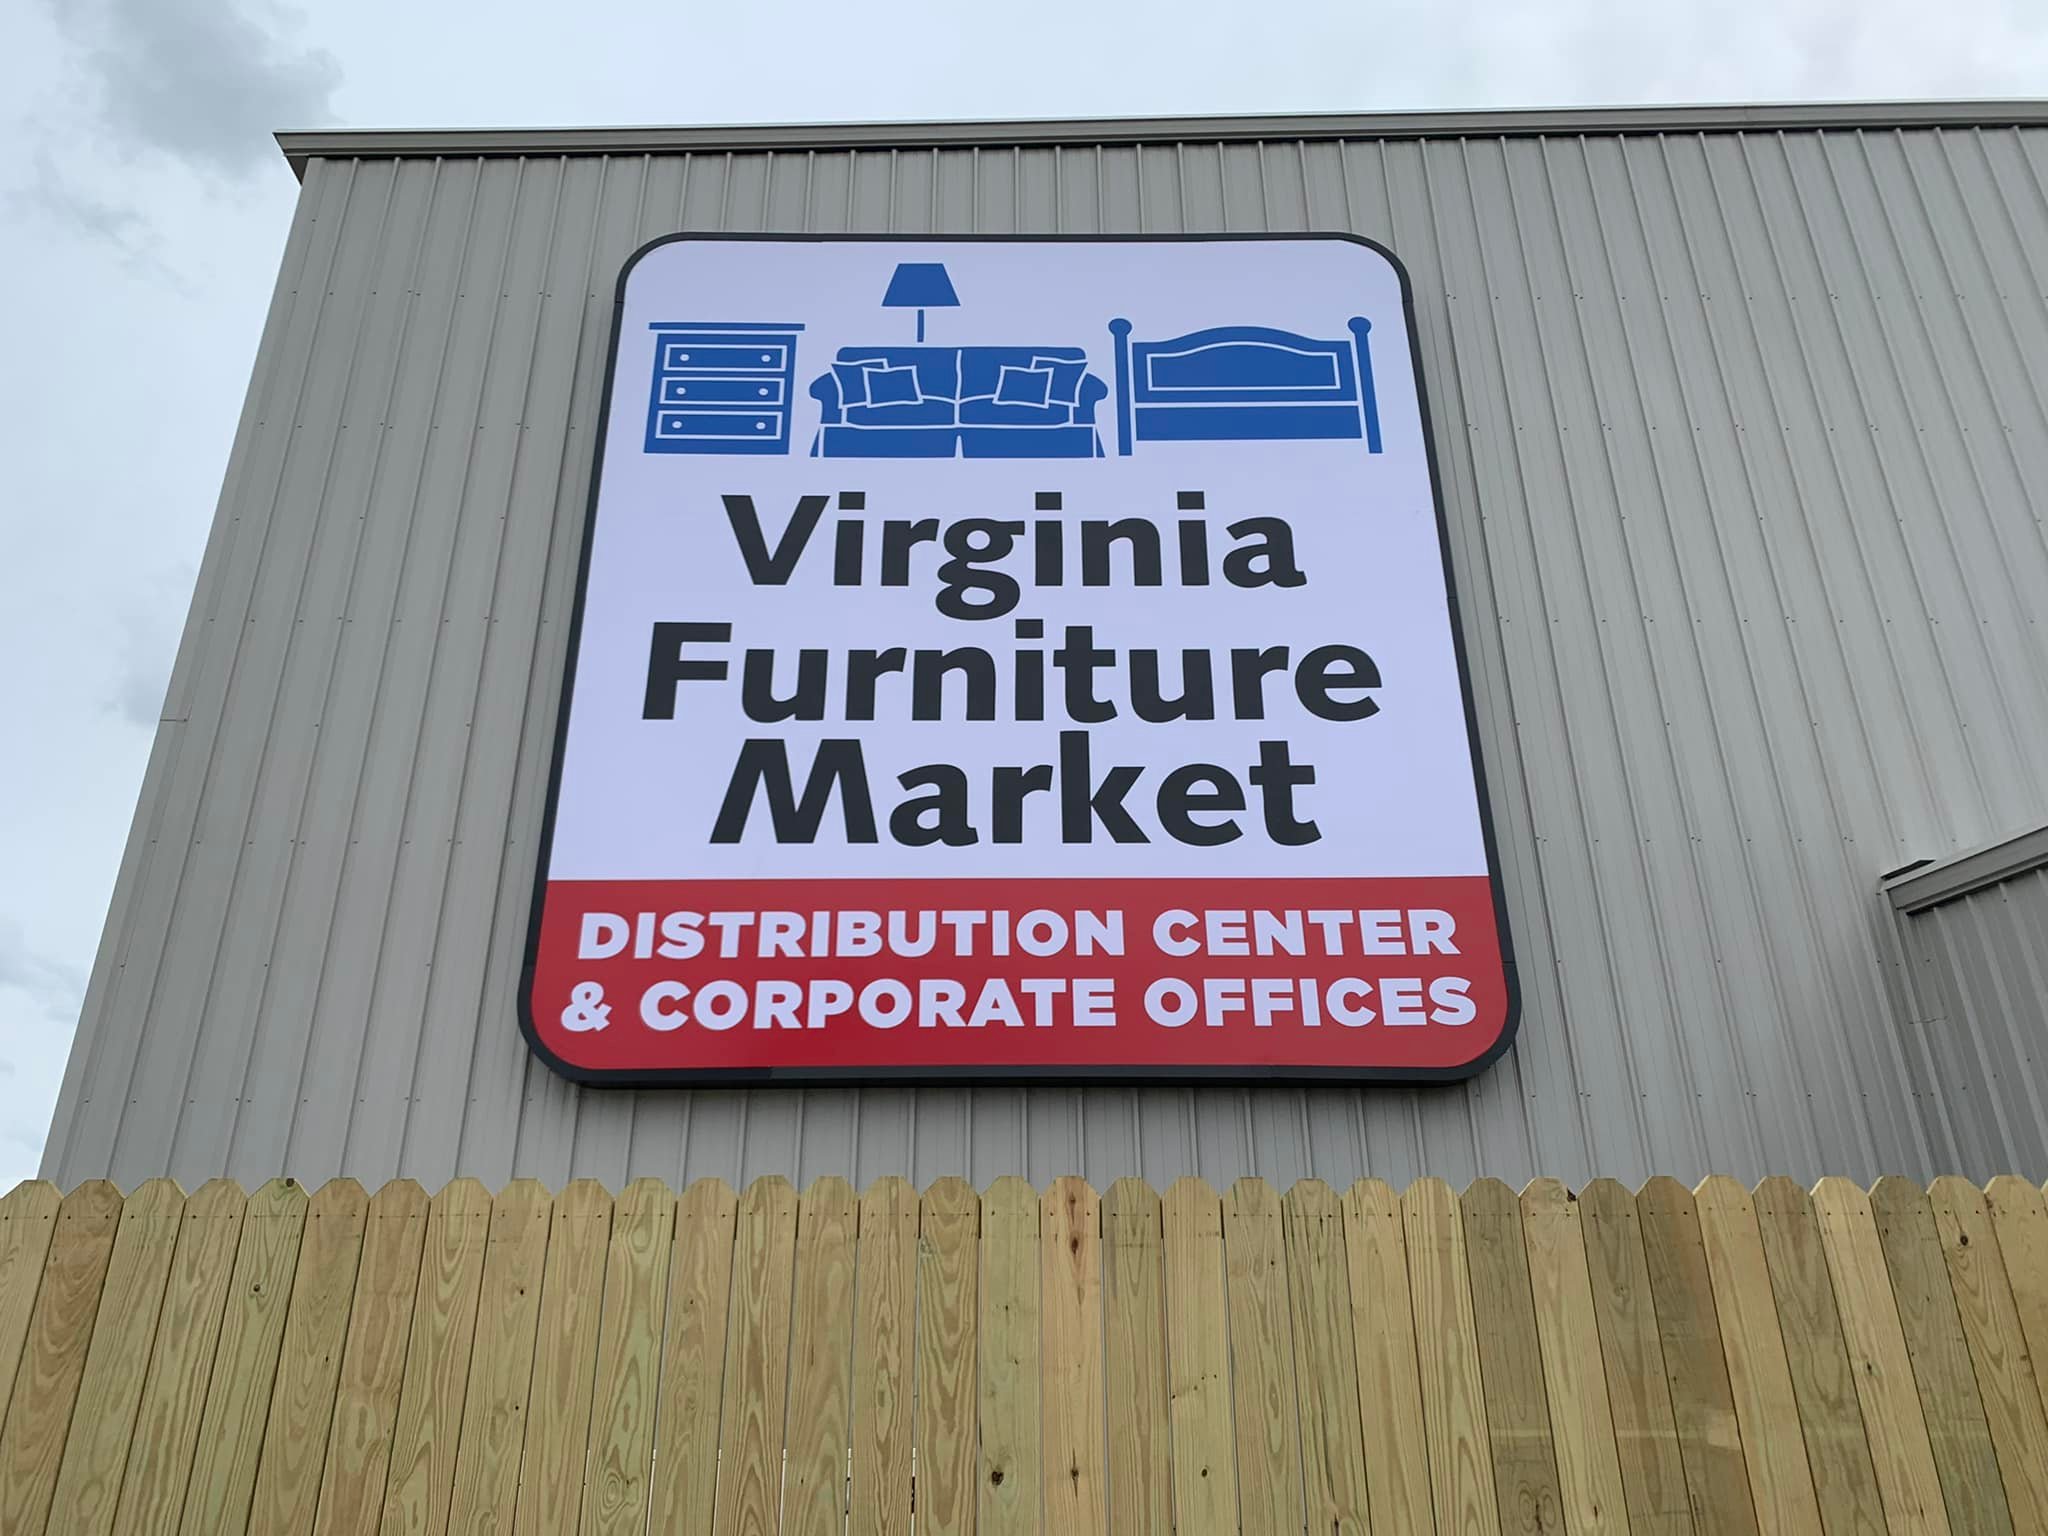 Virginia
Furniture
Market
DISTRIBUTION CENTER
& CORPORATE OFFICES